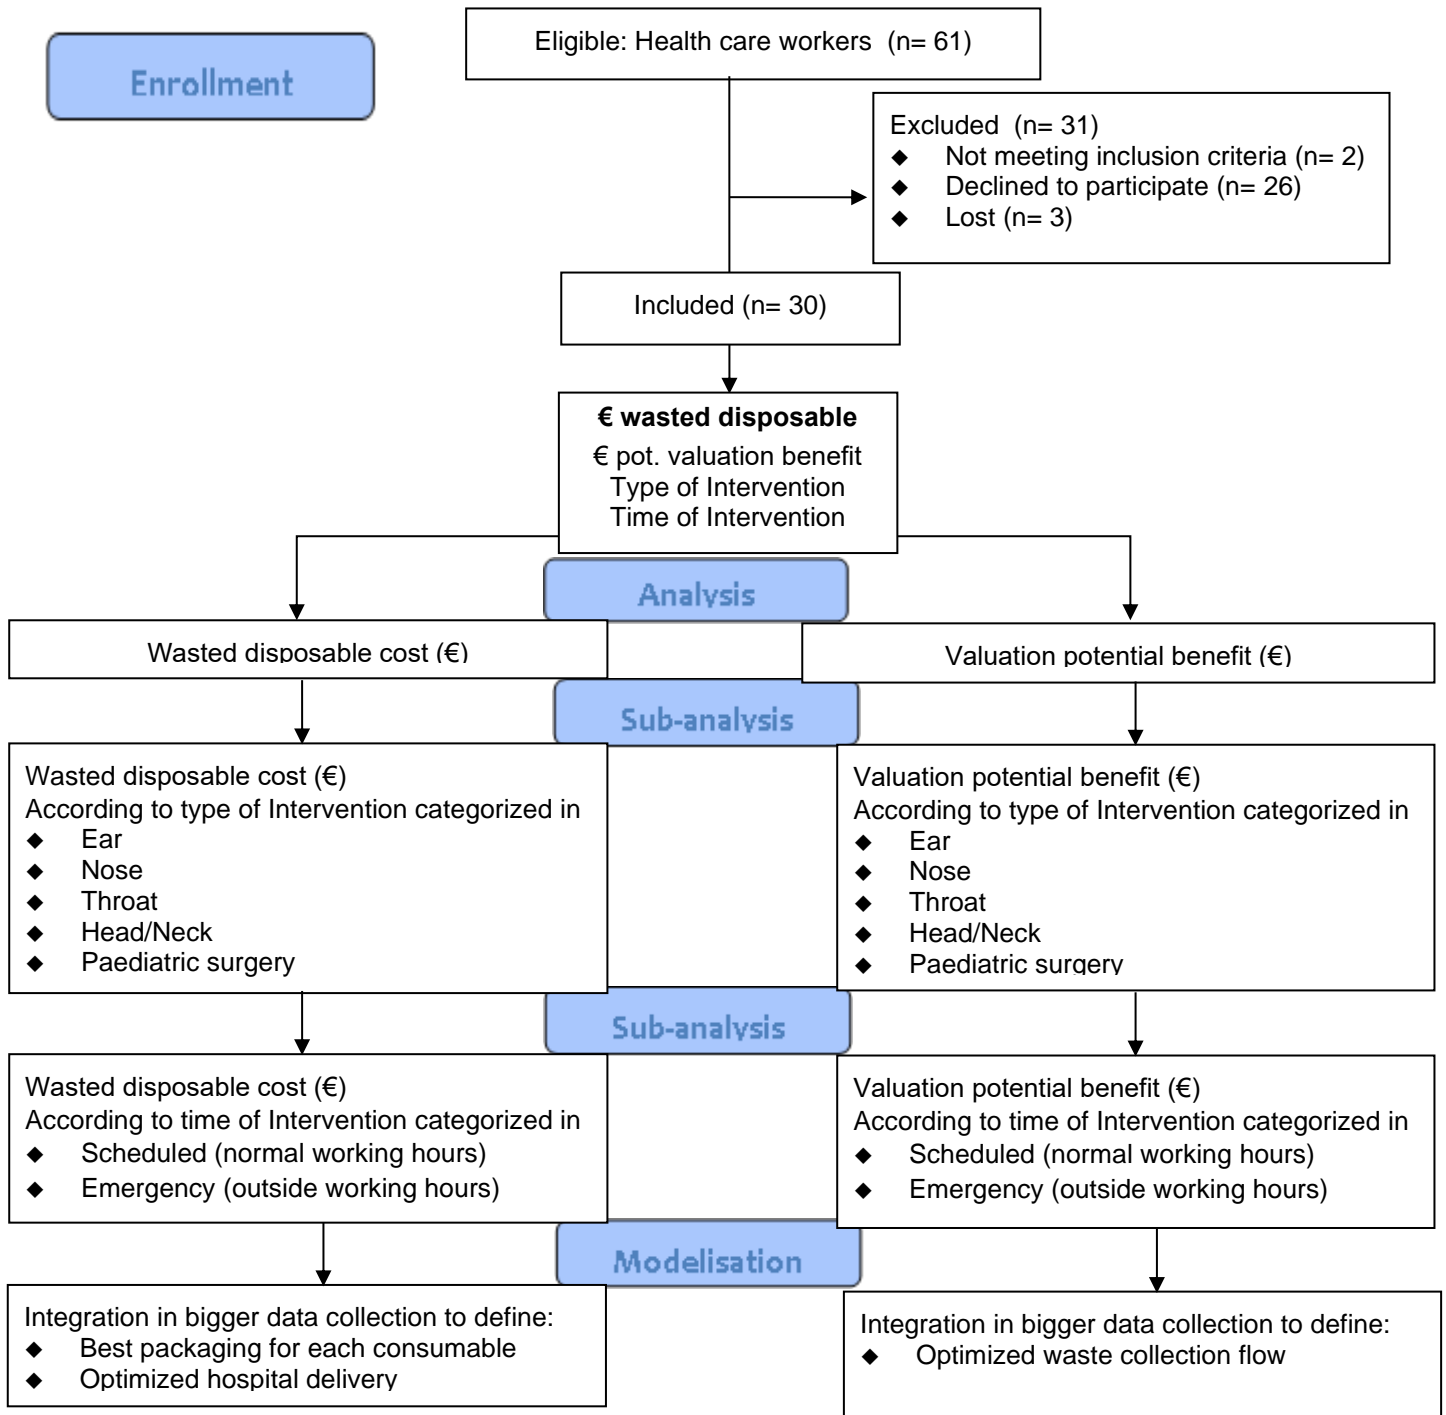 Eligible: Health care workers (n= 61)
Enrollment
Excluded (n= 31)
◆ Not meeting inclusion criteria (n= 2)
◆ Declined to participate (n= 26)
◆ Lost (n= 3)
Included (n= 30)
€ wasted disposable
€ pot. valuation benefit
Type of Intervention
Time of Intervention
Analysis
Wasted disposable cost (€)
Valuation potential benefit (€)
Sub-analysis
Wasted disposable cost (€)
According to type of Intervention categorized in
◆ Ear
◆ Nose
◆ Throat
◆ Head/Neck
◆ Paediatric surgery
Valuation potential benefit (€)
According to type of Intervention categorized in
◆ Ear
◆ Nose
◆ Throat
◆ Head/Neck
◆ Paediatric surgery
Sub-analysis
Wasted disposable cost (€)
According to time of Intervention categorized in
◆ Scheduled (normal working hours)
◆ Emergency (outside working hours)
Valuation potential benefit (€)
According to time of Intervention categorized in
◆ Scheduled (normal working hours)
◆ Emergency (outside working hours)
Modelisation
Integration in bigger data collection to define:
◆ Best packaging for each consumable
◆ Optimized hospital delivery
Integration in bigger data collection to define:
◆ Optimized waste collection flow